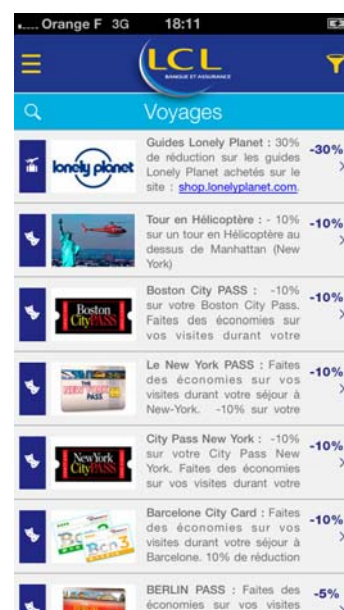 Orange F 3G 18:11
LCL
BANQUE ET ASSURANCE
Voyages
lonely planet
Guides Lonely Planet : 30%
de réduction sur les guides
Lonely Planet achetés sur le
site : shop.lonelyplanet.com.
-30%
Tour en Hélicoptère : - 10%
sur un tour en Hélicoptère au
dessus de Manhattan (New
York)
-10%
Boston
CityPASS
Boston City PASS : -10%
sur votre Boston City Pass.
Faites des économies sur
vos visites durant votre
-10%
THE
NEW YORK
PASS
Le New York PASS : Faites
des économies sur vos
visites durant votre séjour à
New-York. -10% sur votre
-10%
New York
CityPASS
City Pass New York : -10%
sur votre City Pass New
York. Faites des économies
sur vos visites durant votre
-10%
Barcelone City Card : Faites
des économies sur vos
visites durant votre séjour à
Barcelone. 10% de réduction
-10%
BERLIN PASS : Faites des
économies sur vos visites
-5%